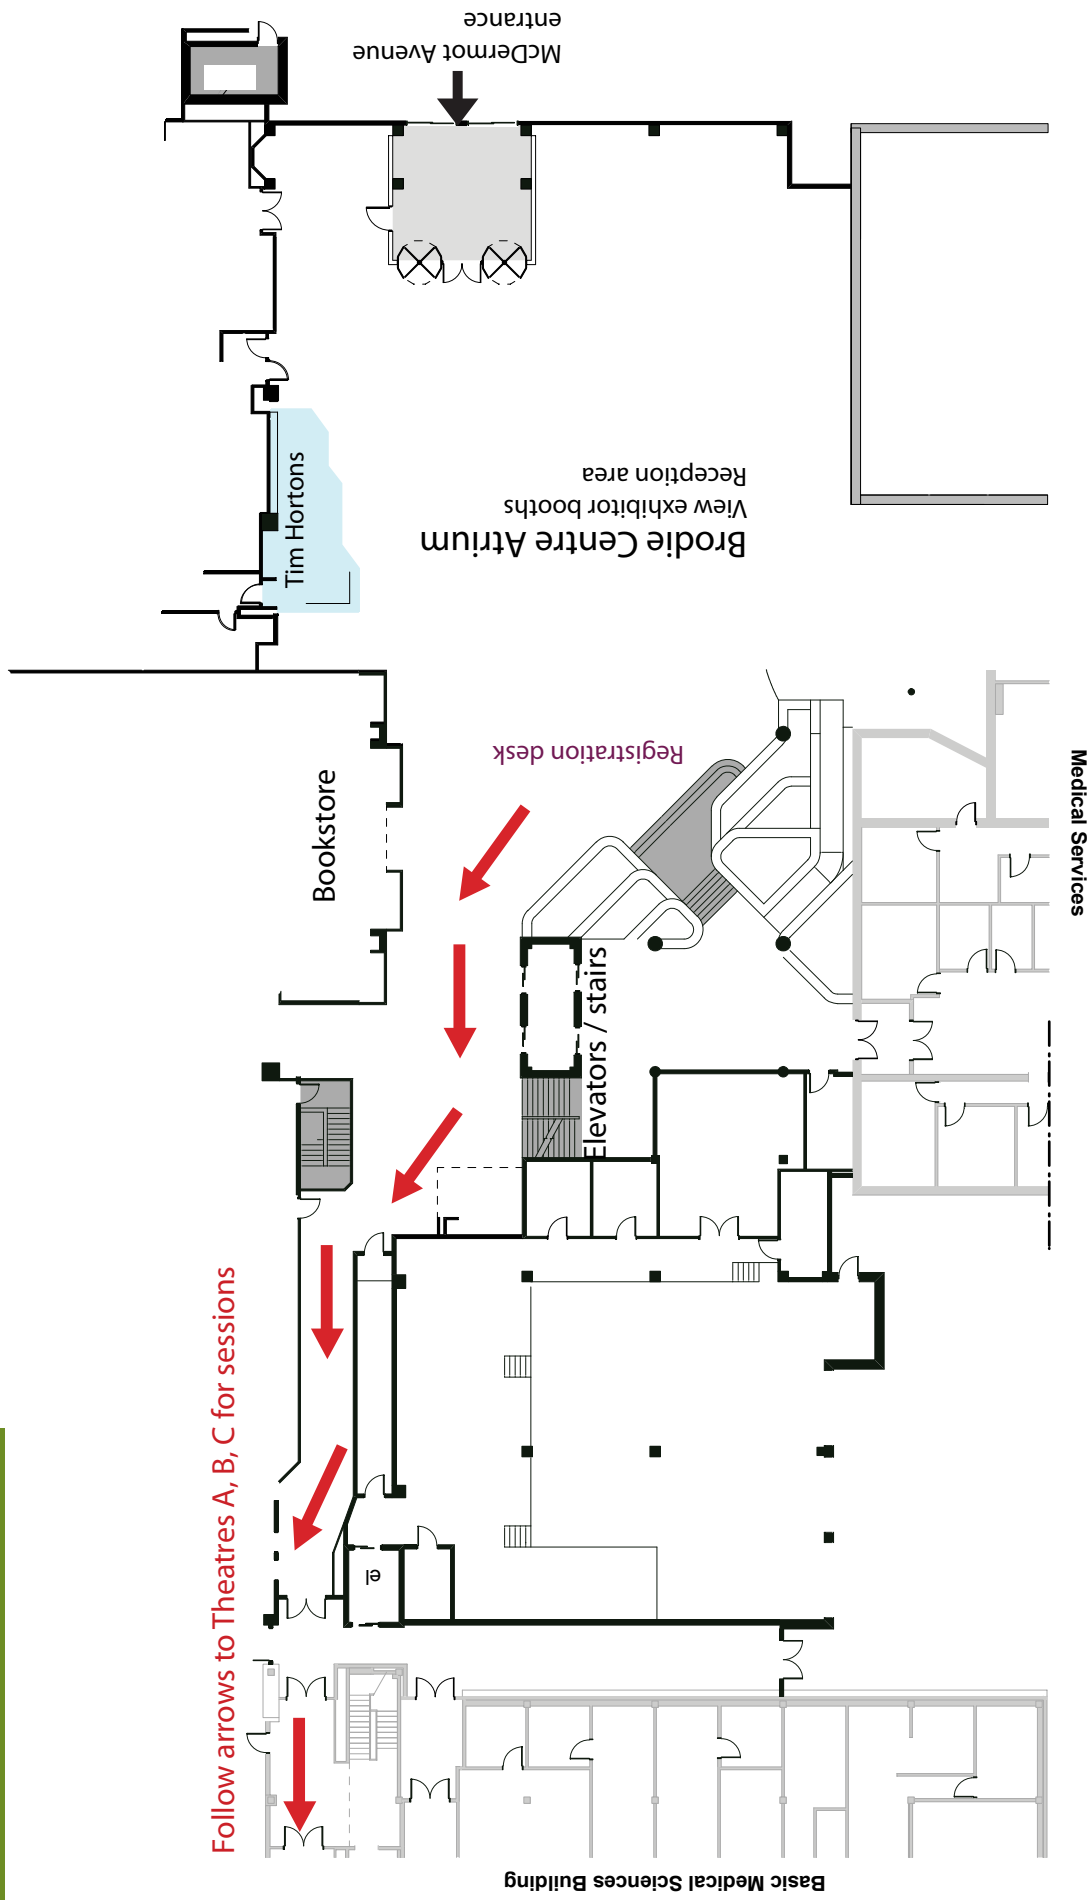 McDermot Avenue
entrance
Tim Hortons
Brodie Centre Atrium
View exhibitor booths
Reception area
Registration desk
Bookstore
Elevators / stairs
Medical Services
Follow arrows to Theatres A, B, C for sessions
el
Basic Medical Sciences Building